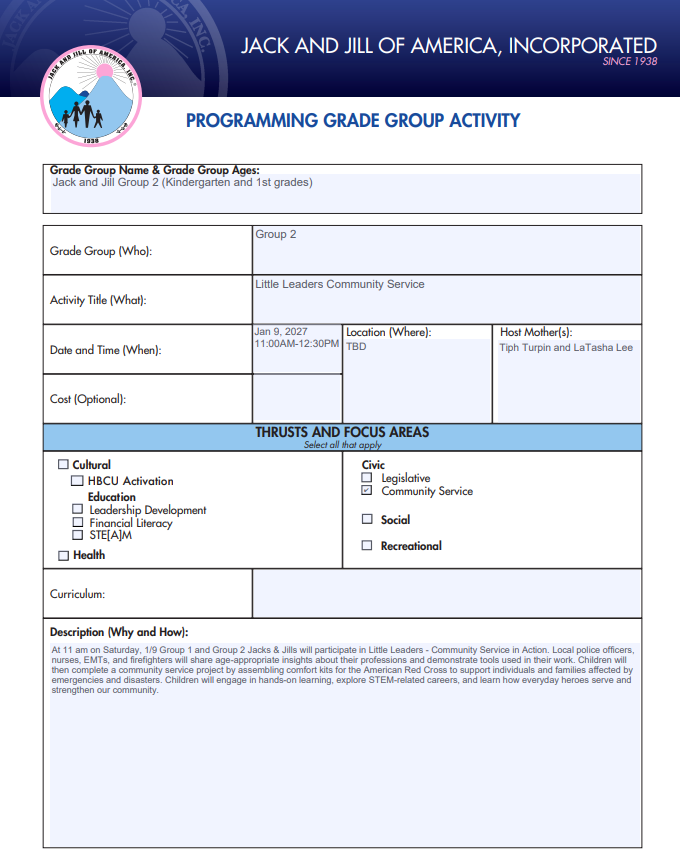 JACK AND JILL OF AMERICA, INCORPORATED
SINCE 1938
JACK AND JILL OF AMERICA, INC.
1938
PROGRAMMING GRADE GROUP ACTIVITY
Grade Group Name & Grade Group Ages:
Jack and Jill Group 2 (Kindergarten and 1st grades)
Grade Group (Who):
Group 2
Activity Title (What):
Little Leaders Community Service
Date and Time (When):
Jan 9, 2027
11:00AM-12:30PM
Location (Where):
TBD
Host Mother(s):
Tiph Turpin and LaTasha Lee
Cost (Optional):
THRUSTS AND FOCUS AREAS
Select all that apply
Cultural
HBCU Activation
Education
Leadership Development
Financial Literacy
STE[A]M
Health
Civic
Legislative
Community Service
Social
Recreational
Curriculum:
Description (Why and How):
At 11 am on Saturday, 1/9 Group 1 and Group 2 Jacks & Jills will participate in Little Leaders - Community Service in Action. Local police officers,
nurses, EMTs, and firefighters will share age-appropriate insights about their professions and demonstrate tools used in their work. Children will
then complete a community service project by assembling comfort kits for the American Red Cross to support individuals and families affected by
emergencies and disasters. Children will engage in hands-on learning, explore STEM-related careers, and learn how everyday heroes serve and
strengthen our community.